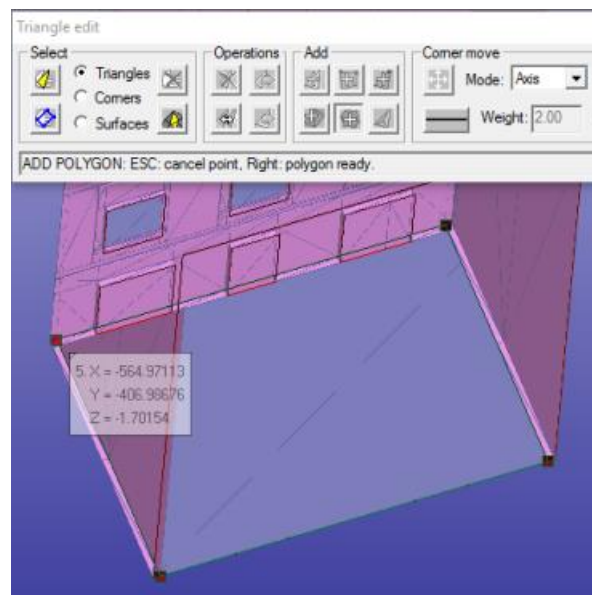 Triangle edit
Select
Triangles
Corners
Surfaces
Operations
Add
Corner move
Mode: Axis
Weight: 2.00
ADD POLYGON: ESC: cancel point, Right: polygon ready.
5. X = -564.97113
Y = -406.98676
Z = -1.70154